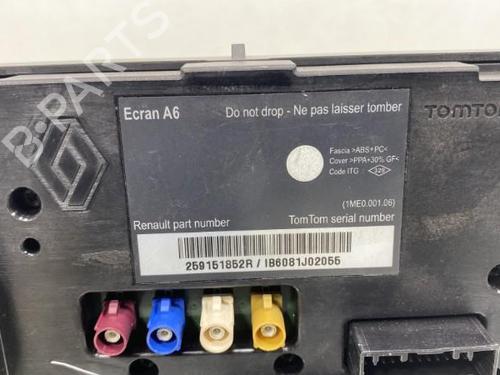 B-PARTS
Ecran A6
Do not drop - Ne pas laisser tomber
TOMTOM
Fascia >ABS+PC<
Cover >PPA+30% GF<
Code ITG
(1ME0.001.06)
Renault part number
TomTom serial number
259151852R / IB6081J02055